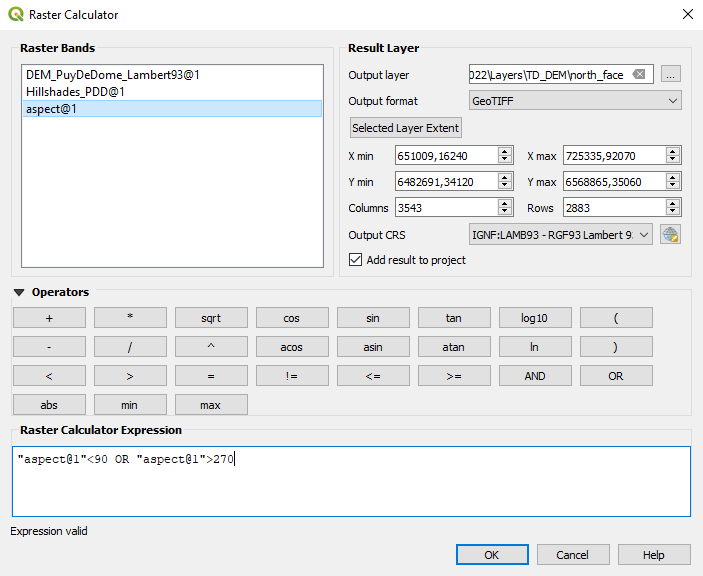 Raster Calculator
Raster Bands
DEM_PuyDeDome_Lambert93@1
Hillshades_PDD@1
aspect@1
Result Layer
Output layer 022\Layers\TD_DEM\north_face ...
Output format GeoTIFF
Selected Layer Extent
X min 651009,16240 X max 725335,92070
Y min 6482691,34120 Y max 6568865,35060
Columns 3543 Rows 2883
Output CRS IGNF:LAMB93 - RGF93 Lambert 93
Add result to project
Operators
+ * sqrt cos sin tan log10 (
- / ^ acos asin atan ln )
< > = != <= >= AND OR
abs min max
Raster Calculator Expression
"aspect@1"<90 OR "aspect@1">270
Expression valid
OK Cancel Help